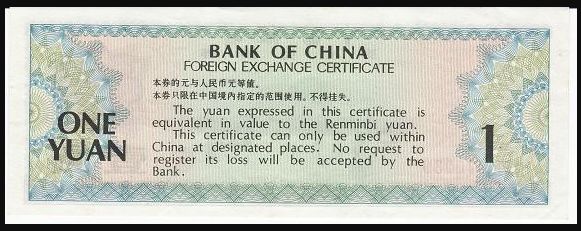 BANK OF CHINA
FOREIGN EXCHANGE CERTIFICATE
本券的元与人民币元等值。
本券只限在中国境内指定的范围使用。不得挂失。
The yuan expressed in this certificate is
equivalent in value to the Renminbi yuan.
This certificate can only be used within
China at designated places. No request to
register its loss will be accepted by the
Bank.
ONE
YUAN
1